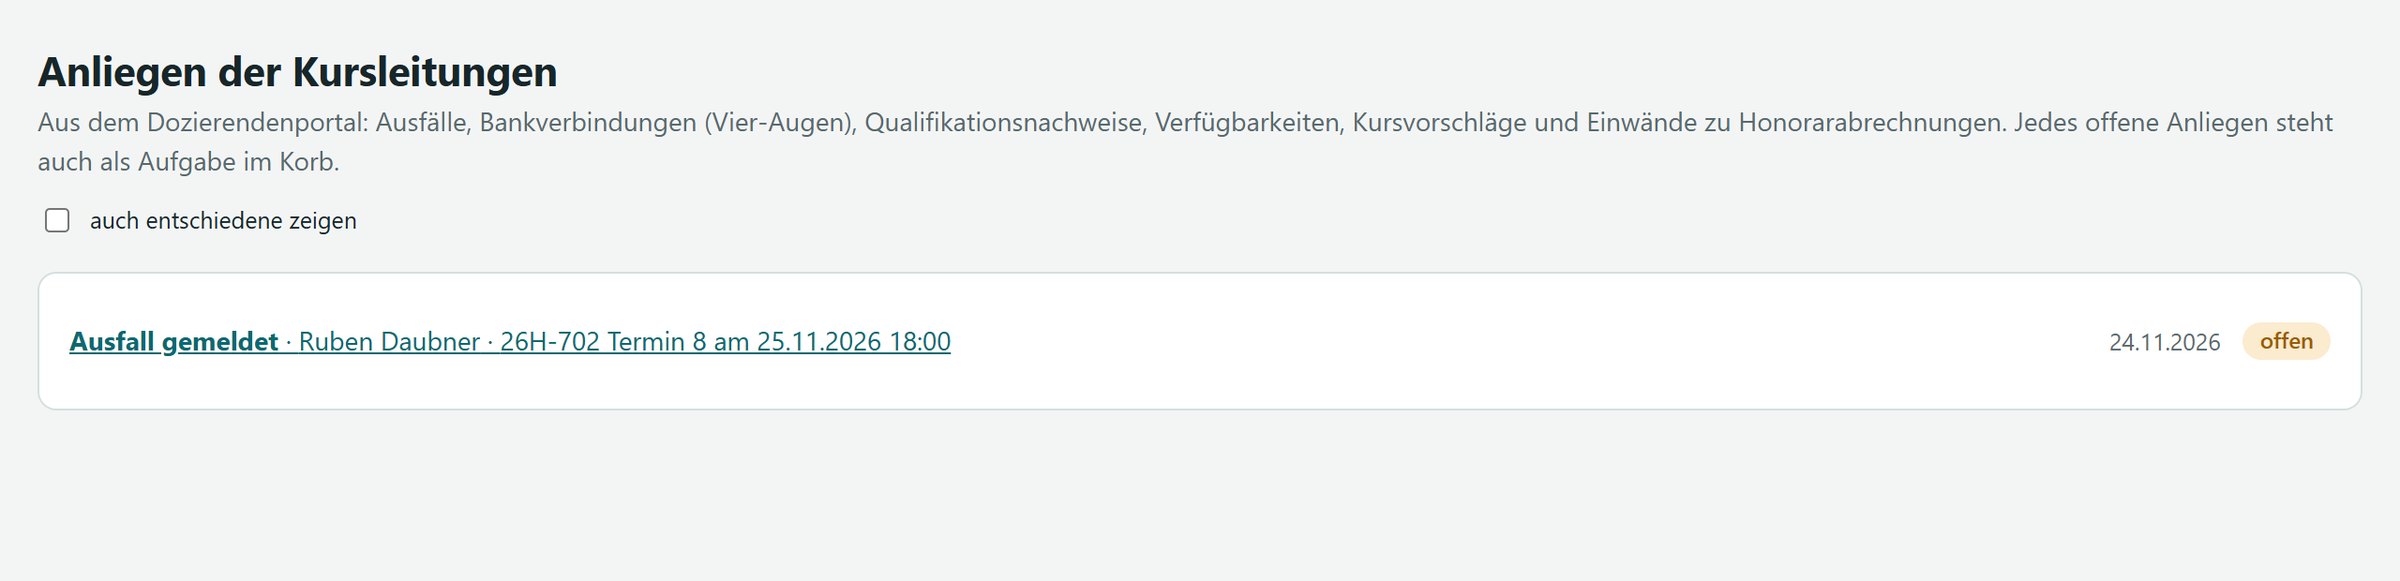 Anliegen der Kursleitungen
Aus dem Dozierendenportal: Ausfälle, Bankverbindungen (Vier-Augen), Qualifikationsnachweise, Verfügbarkeiten, Kursvorschläge und Einwände zu Honorarabrechnungen. Jedes offene Anliegen steht
auch als Aufgabe im Korb.
auch entschiedene zeigen
Ausfall gemeldet · Ruben Daubner · 26H-702 Termin 8 am 25.11.2026 18:00 24.11.2026 offen